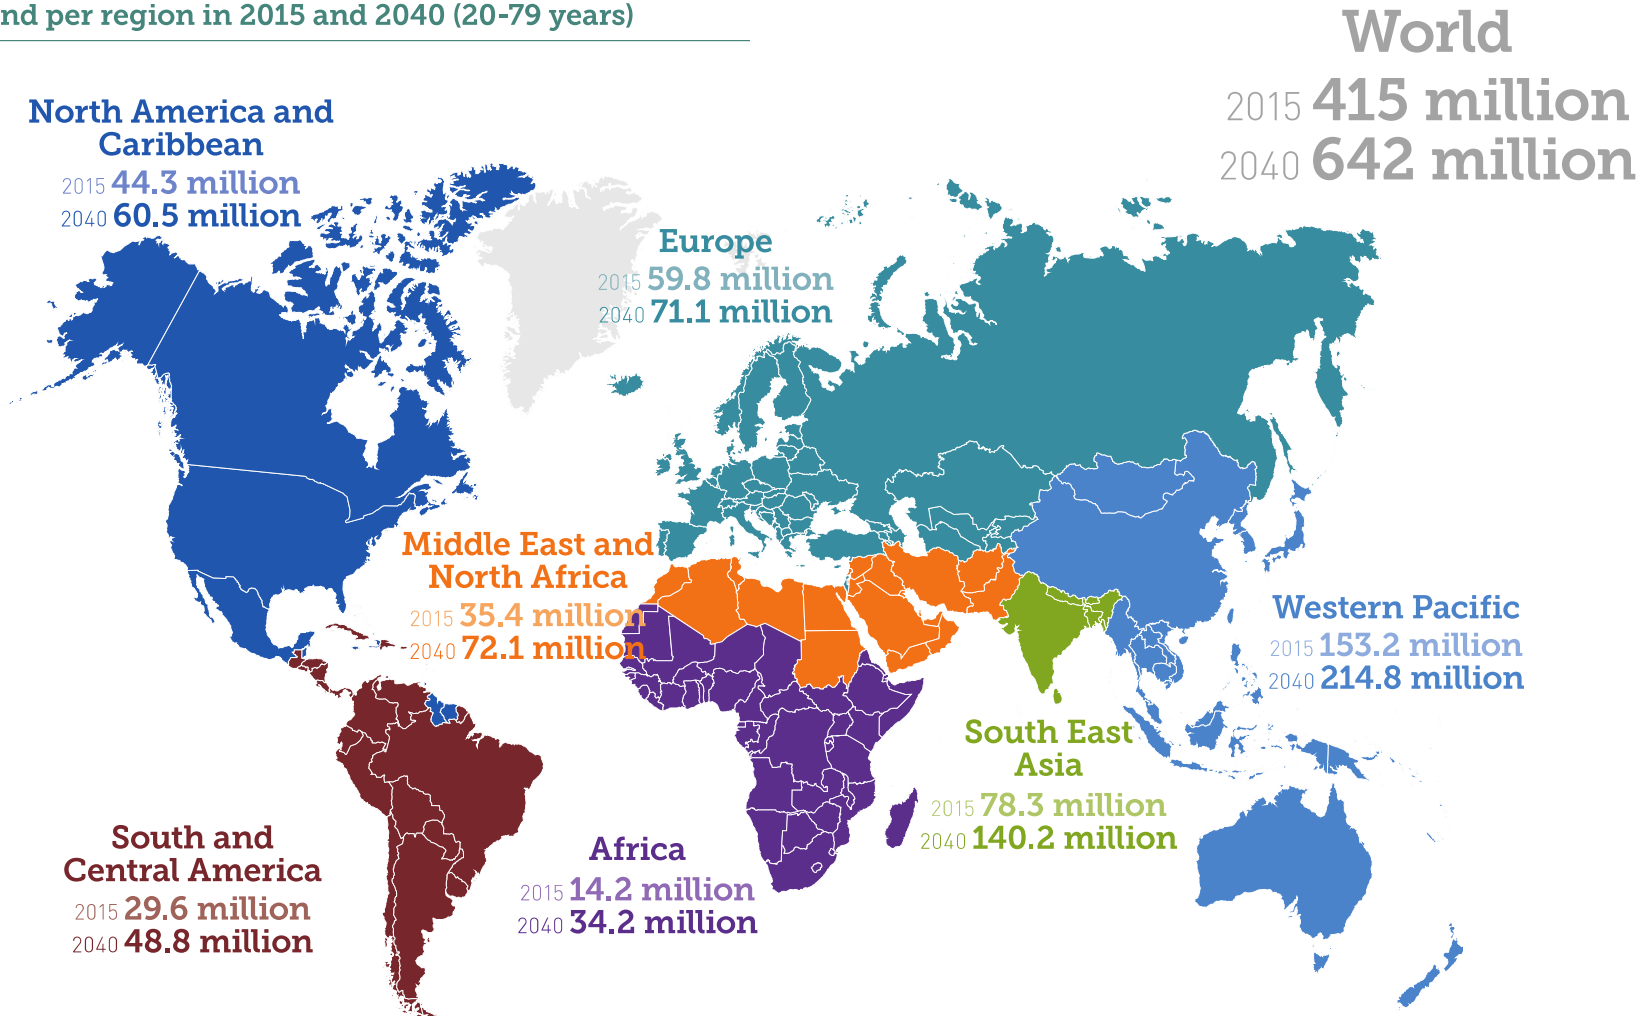 nd per region in 2015 and 2040 (20-79 years)
World
2015 415 million
2040 642 million
North America and
Caribbean
2015 44.3 million
2040 60.5 million
Europe
2015 59.8 million
2040 71.1 million
Middle East and
North Africa
2015 35.4 million
2040 72.1 million
Western Pacific
2015 153.2 million
2040 214.8 million
South East
Asia
2015 78.3 million
2040 140.2 million
South and
Central America
2015 29.6 million
2040 48.8 million
Africa
2015 14.2 million
2040 34.2 million